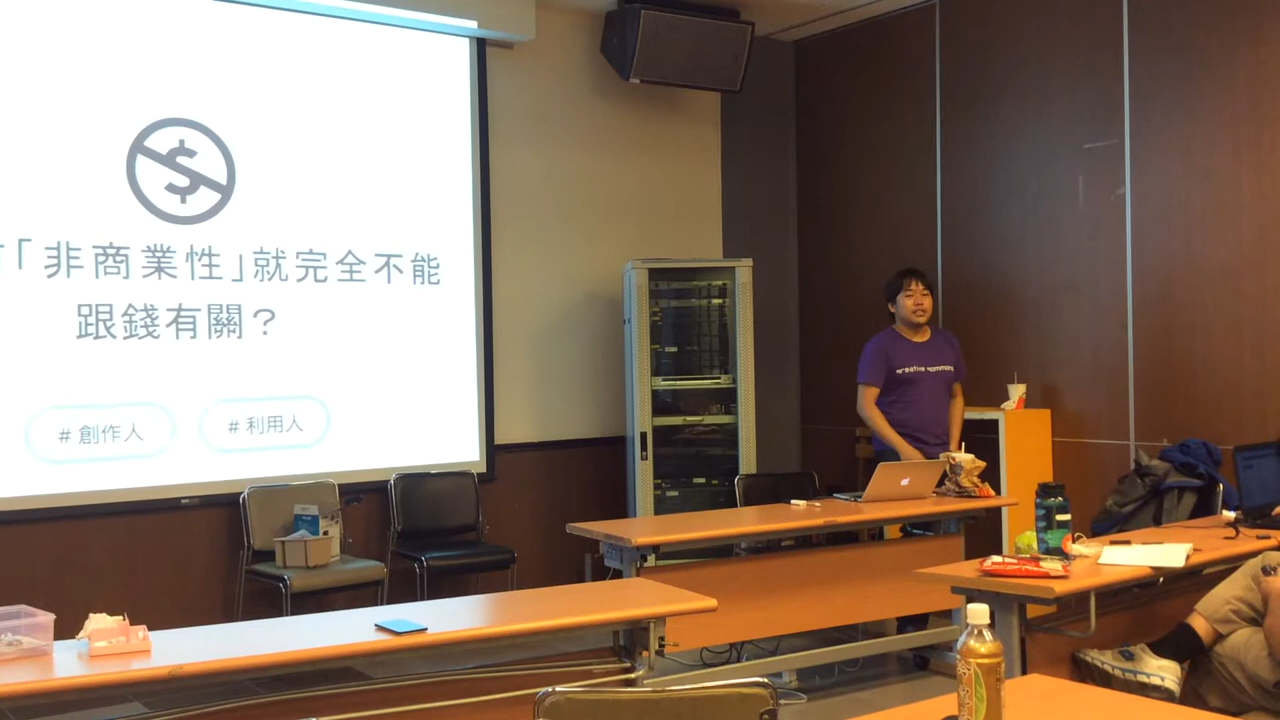 「非商業性」就完全不能
跟錢有關？
# 創作人
# 利用人
creative commons